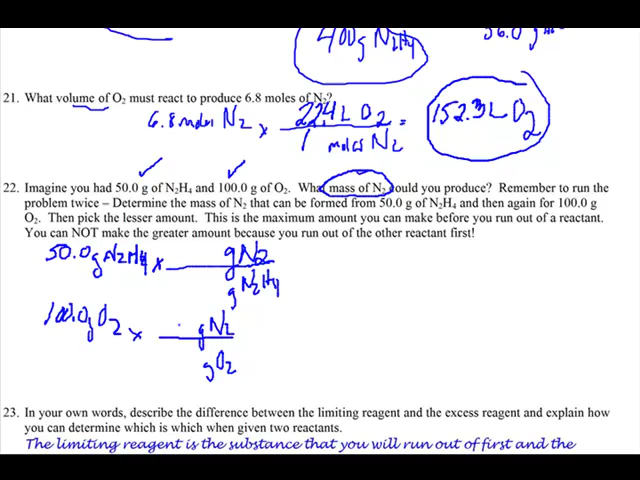 400g N₂H₄
56.0 g
21. What volume of O₂ must react to produce 6.8 moles of N₂?
6.8 moles N₂ × 22.4 L O₂ = 152.3 L O₂
1 moles N₂
22. Imagine you had 50.0 g of N₂H₄ and 100.0 g of O₂. What mass of N₂ could you produce? Remember to run the
problem twice – Determine the mass of N₂ that can be formed from 50.0 g of N₂H₄ and then again for 100.0 g
O₂. Then pick the lesser amount. This is the maximum amount you can make before you run out of a reactant.
You can NOT make the greater amount because you run out of the other reactant first!
50.0g N₂H₄ × g N₂
g N₂H₄
100.0g O₂ × g N₂
g O₂
23. In your own words, describe the difference between the limiting reagent and the excess reagent and explain how
you can determine which is which when given two reactants.
The limiting reagent is the substance that you will run out of first and the